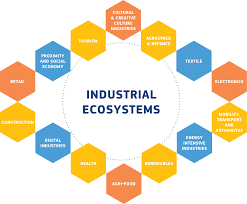 CULTURAL
& CREATIVE
CULTURE
INDUSTRIES
AEROSPACE
& DEFENCE
TEXTILE
ELECTRONICS
MOBILITY,
TRANSPORT
AND
AUTOMOTIVE
ENERGY
INTENSIVE
INDUSTRIES
RENEWABLES
AGRI-FOOD
HEALTH
DIGITAL
INDUSTRIES
CONSTRUCTION
RETAIL
PROXIMITY
AND SOCIAL
ECONOMY
TOURISM
INDUSTRIAL
ECOSYSTEMS